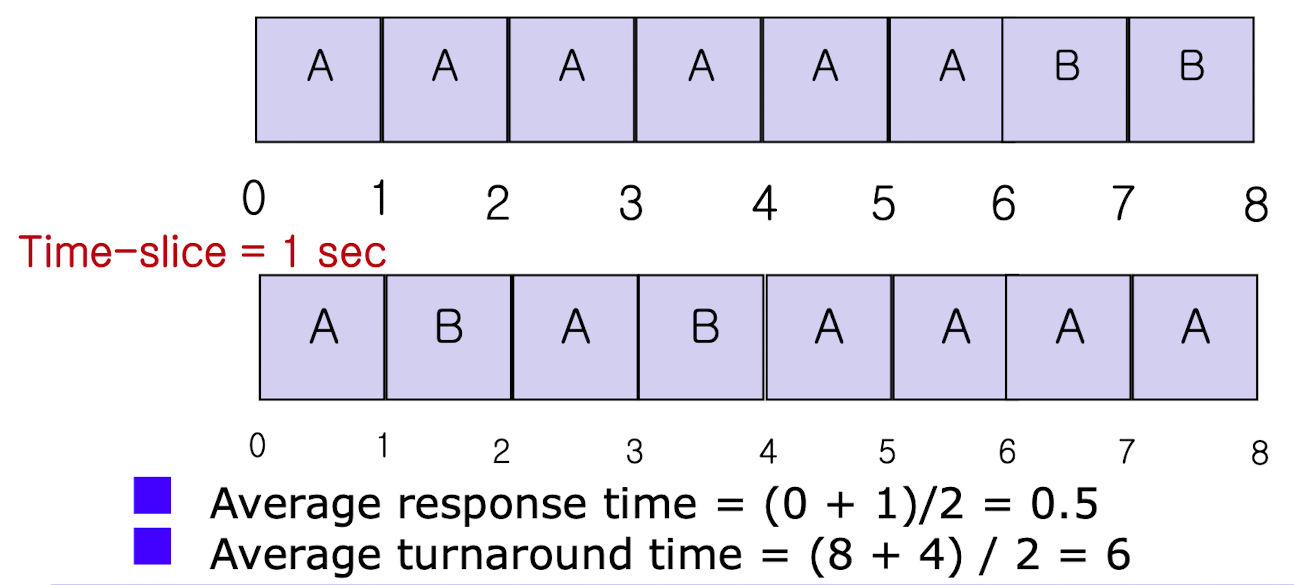 A A A A A A B B
0 1 2 3 4 5 6 7 8
Time-slice = 1 sec
A B A B A A A A
0 1 2 3 4 5 6 7 8
Average response time = (0 + 1)/2 = 0.5
Average turnaround time = (8 + 4) / 2 = 6